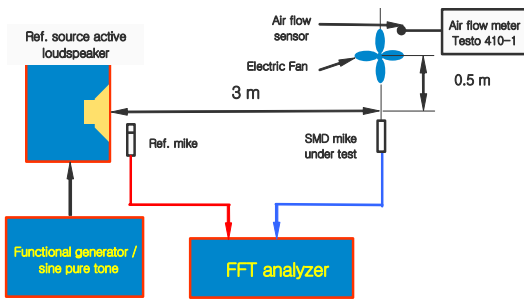 Ref. source active
loudspeaker
Air flow
sensor
Air flow meter
Testo 410-1
Electric Fan
0.5 m
3 m
Ref. mike
SMD mike
under test
Functional generator /
sine pure tone
FFT analyzer